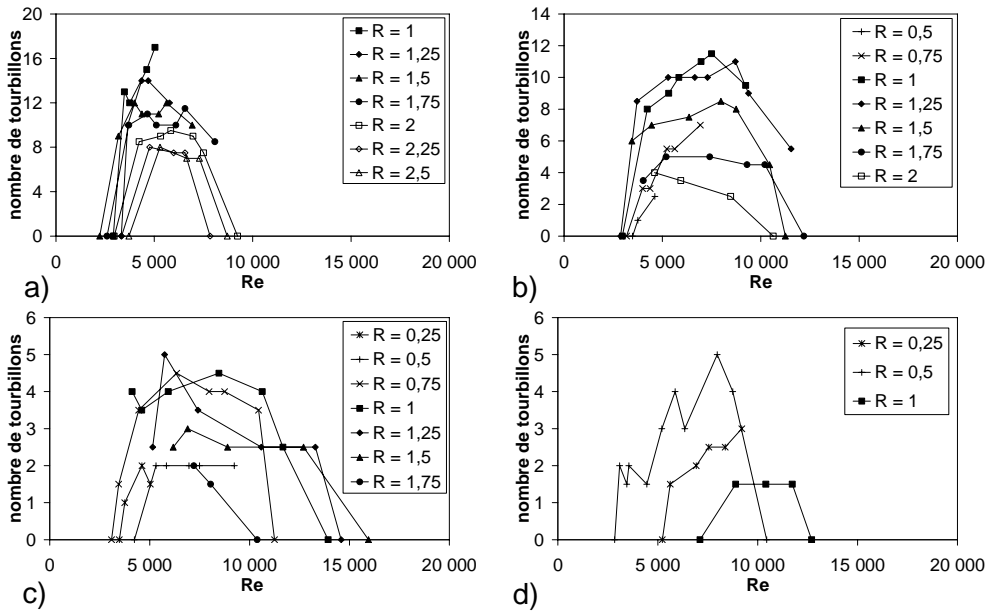 20
16
12
8
4
0
nombre de tourbillons
0
5 000
10 000
15 000
20 000
Re
R = 1
R = 1,25
R = 1,5
R = 1,75
R = 2
R = 2,25
R = 2,5
a)
14
12
10
8
6
4
2
0
nombre de tourbillons
0
5 000
10 000
15 000
20 000
Re
R = 0,5
R = 0,75
R = 1
R = 1,25
R = 1,5
R = 1,75
R = 2
b)
6
5
4
3
2
1
0
nombre de tourbillons
0
5 000
10 000
15 000
20 000
Re
R = 0,25
R = 0,5
R = 0,75
R = 1
R = 1,25
R = 1,5
R = 1,75
c)
6
5
4
3
2
1
0
nombre de tourbillons
0
5 000
10 000
15 000
20 000
Re
R = 0,25
R = 0,5
R = 1
d)